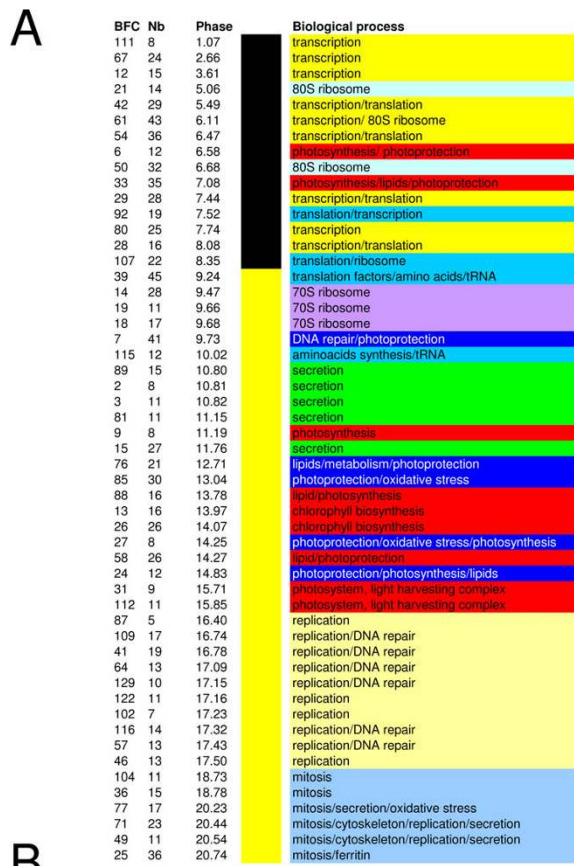 A
BFC Nb Phase Biological process
111 8 1.07 transcription
67 24 2.66 transcription
12 15 3.61 transcription
21 14 5.06 80S ribosome
42 29 5.49 transcription/translation
61 43 6.11 transcription/ 80S ribosome
54 36 6.47 transcription/translation
6 12 6.58 photosynthesis/ photoprotection
50 32 6.68 80S ribosome
33 35 7.08 photosynthesis/lipids/photoprotection
29 28 7.44 transcription/translation
92 19 7.52 translation/transcription
80 25 7.74 transcription
28 16 8.08 transcription/translation
107 22 8.35 translation/ribosome
39 45 9.24 translation factors/amino acids/tRNA
14 28 9.47 70S ribosome
19 11 9.66 70S ribosome
18 17 9.68 70S ribosome
7 41 9.73 DNA repair/photoprotection
115 12 10.02 aminoacids synthesis/tRNA
89 15 10.80 secretion
2 8 10.81 secretion
3 11 10.82 secretion
81 11 11.15 secretion
9 8 11.19 photosynthesis
15 27 11.76 secretion
76 21 12.71 lipids/metabolism/photoprotection
85 30 13.04 photoprotection/oxidative stress
88 16 13.78 lipid/photosynthesis
13 16 13.97 chlorophyll biosynthesis
26 26 14.07 chlorophyll biosynthesis
27 8 14.25 photoprotection/oxidative stress/photosynthesis
58 26 14.27 lipid/photoprotection
24 12 14.83 photoprotection/photosynthesis/lipids
31 9 15.71 photosystem, light harvesting complex
112 11 15.85 photosystem, light harvesting complex
87 5 16.40 replication
109 17 16.74 replication/DNA repair
41 19 16.78 replication/DNA repair
64 13 17.09 replication/DNA repair
129 10 17.15 replication/DNA repair
122 11 17.16 replication
102 7 17.23 replication
116 14 17.32 replication/DNA repair
57 13 17.43 replication/DNA repair
46 13 17.50 replication
104 11 18.73 mitosis
36 15 18.78 mitosis
77 17 20.23 mitosis/secretion/oxidative stress
71 23 20.44 mitosis/cytoskeleton/replication/secretion
49 11 20.54 mitosis/cytoskeleton/replication/secretion
25 36 20.74 mitosis/ferritin
B